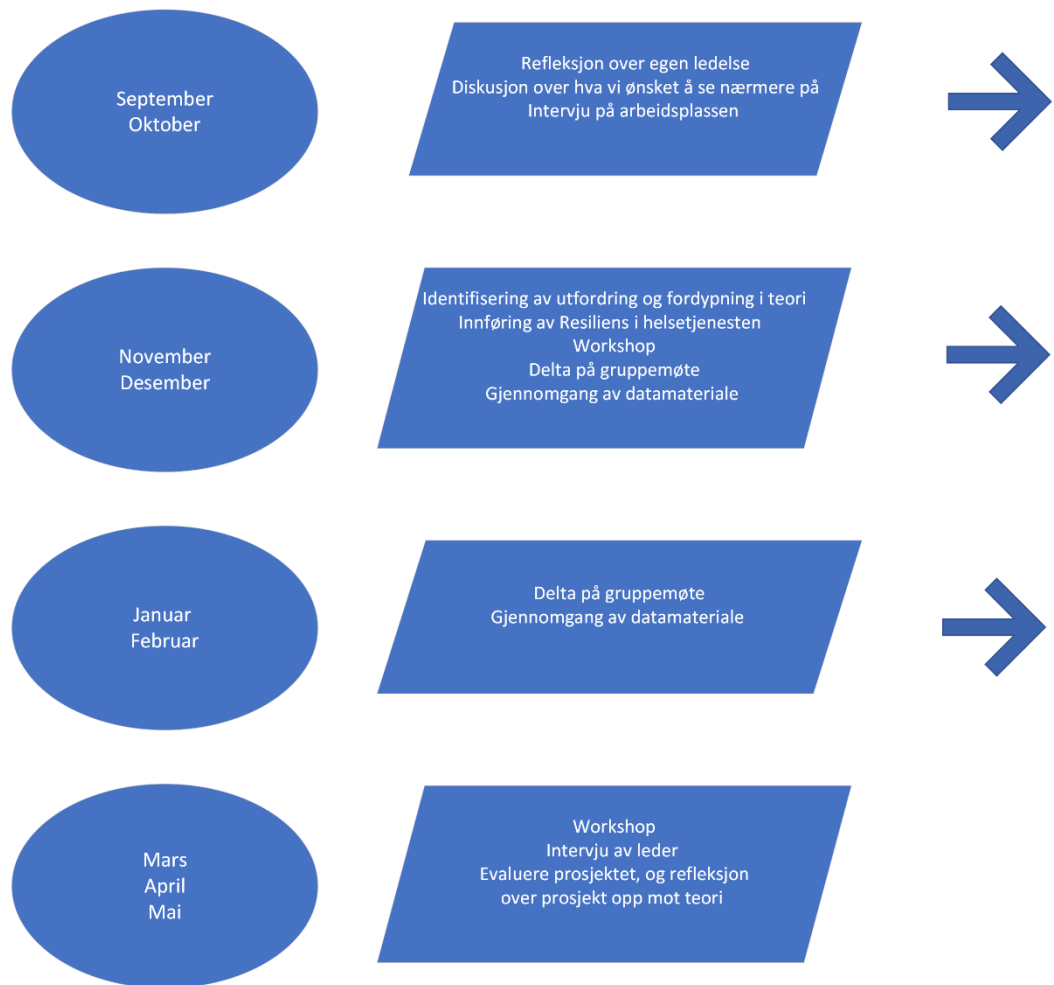 September
Oktober
Refleksjon over egen ledelse
Diskusjon over hva vi ønsket å se nærmere på
Intervju på arbeidsplassen
November
Desember
Identifisering av utfordring og fordypning i teori
Innføring av Resiliens i helsetjenesten
Workshop
Delta på gruppemøte
Gjennomgang av datamateriale
Januar
Februar
Delta på gruppemøte
Gjennomgang av datamateriale
Mars
April
Mai
Workshop
Intervju av leder
Evaluere prosjektet, og refleksjon
over prosjekt opp mot teori